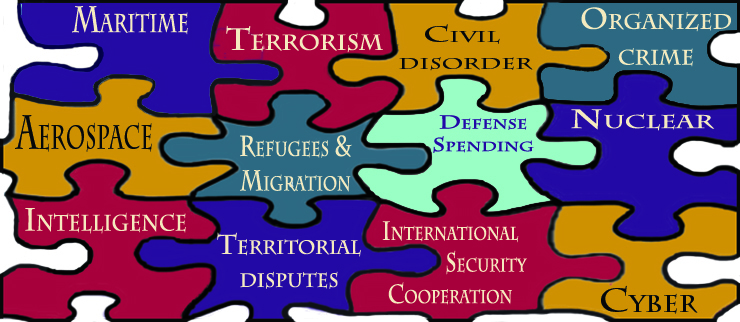 Maritime
Terrorism
Civil
disorder
Organized
crime
Aerospace
Refugees &
Migration
Defense
Spending
Nuclear
Intelligence
Territorial
disputes
International
Security
Cooperation
Cyber